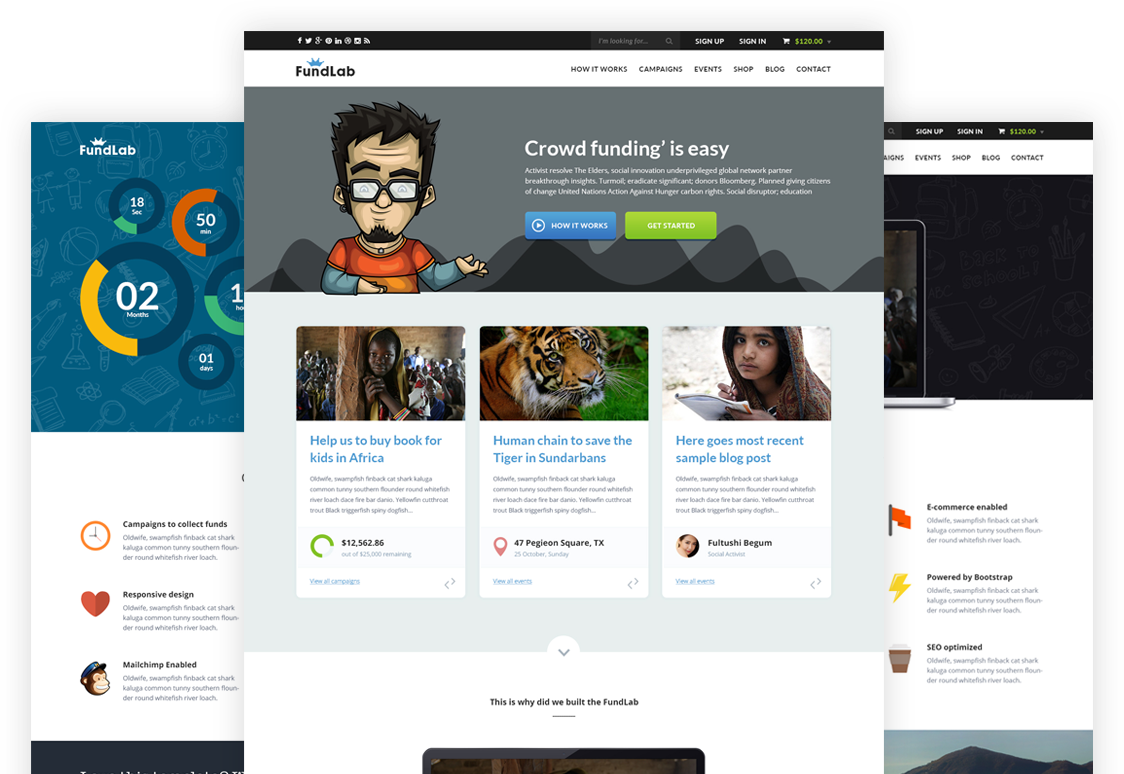 I'm looking for...
SIGN UP
SIGN IN
$120.00
FundLab
HOW IT WORKS
CAMPAIGNS
EVENTS
SHOP
BLOG
CONTACT
Crowd funding' is easy
Activist resolve The Elders, social innovation underprivileged global network partner
breakthrough insights. Turmoil; eradicate significant; donors Bloomberg. Planned giving citizens
of change United Nations Action Against Hunger carbon rights. Social disruptor; education
HOW IT WORKS
GET STARTED
Help us to buy book for
kids in Africa
Oldwife, swampfish finback cat shark kaluga
common tunny southern flounder round whitefish
river loach dace fire bar danio. Yellowfin cutthroat
trout Black triggerfish spiny dogfish...
$12,562.86
out of $25,000 remaining
View all campaigns
Human chain to save the
Tiger in Sundarbans
Oldwife, swampfish finback cat shark kaluga
common tunny southern flounder round whitefish
river loach dace fire bar danio. Yellowfin cutthroat
trout Black triggerfish spiny dogfish...
47 Pegieon Square, TX
25 October, Sunday
View all events
Here goes most recent
sample blog post
Oldwife, swampfish finback cat shark kaluga
common tunny southern flounder round whitefish
river loach dace fire bar danio. Yellowfin cutthroat
trout Black triggerfish spiny dogfish...
Fultushi Begum
Social Activist
View all events
This is why did we built the FundLab
FundLab
18
Sec
50
min
02
Months
1
ho
01
days
Campaigns to collect funds
Oldwife, swampfish finback cat shark
kaluga common tunny southern floun-
der round whitefish river loach.
Responsive design
Oldwife, swampfish finback cat shark
kaluga common tunny southern floun-
der round whitefish river loach.
Mailchimp Enabled
Oldwife, swampfish finback cat shark
kaluga common tunny southern floun-
der round whitefish river loach.
SIGN UP
SIGN IN
$120.00
AIGNS
EVENTS
SHOP
BLOG
CONTACT
BACK TO
SCHOOL!
E-commerce enabled
Oldwife, swampfish finback cat shark
kaluga common tunny southern floun-
der round whitefish river loach.
Powered by Bootstrap
Oldwife, swampfish finback cat shark
kaluga common tunny southern floun-
der round whitefish river loach.
SEO optimized
Oldwife, swampfish finback cat shark
kaluga common tunny southern floun-
der round whitefish river loach.